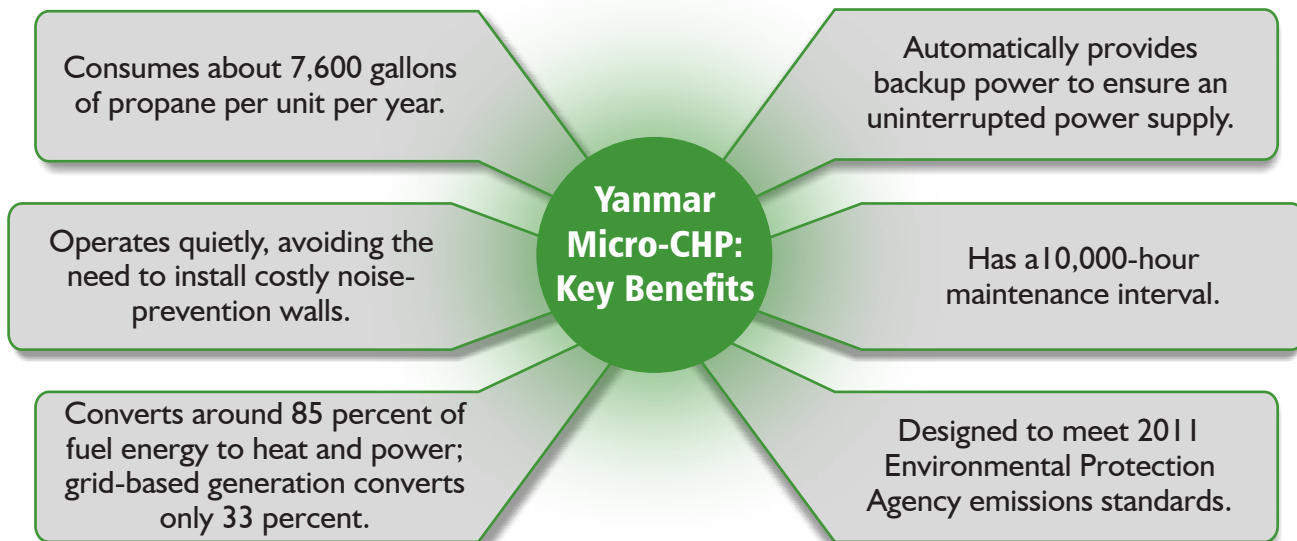 Consumes about 7,600 gallons
of propane per unit per year.
Automatically provides
backup power to ensure an
uninterrupted power supply.
Yanmar
Micro-CHP:
Key Benefits
Operates quietly, avoiding the
need to install costly noise-
prevention walls.
Has a10,000-hour
maintenance interval.
Converts around 85 percent of
fuel energy to heat and power;
grid-based generation converts
only 33 percent.
Designed to meet 2011
Environmental Protection
Agency emissions standards.